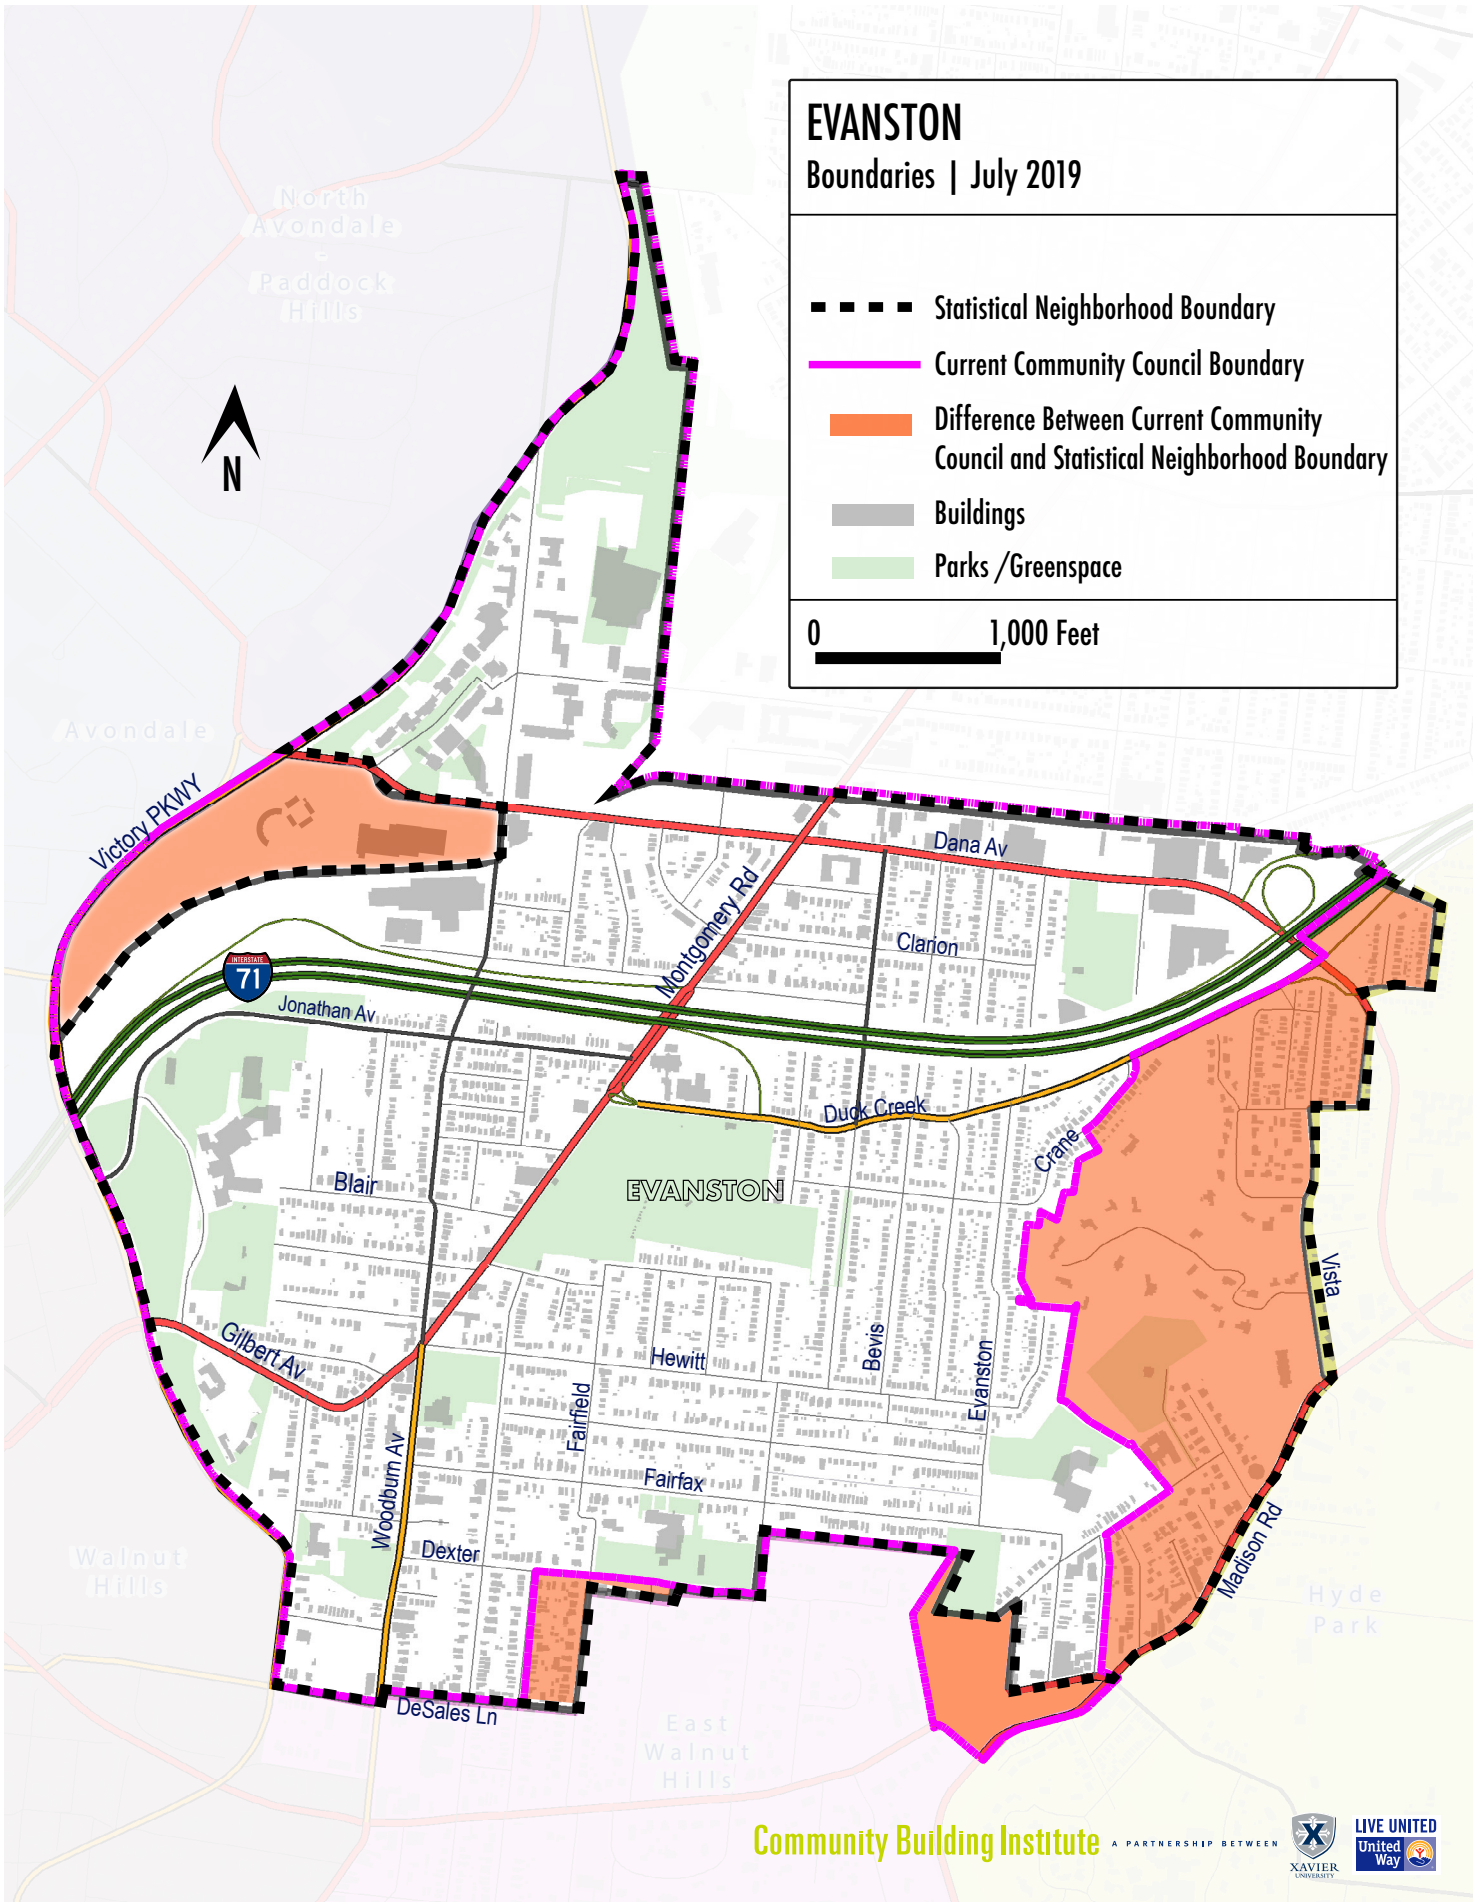 EVANSTON
Boundaries | July 2019
Statistical Neighborhood Boundary
Current Community Council Boundary
Difference Between Current Community
Council and Statistical Neighborhood Boundary
Buildings
Parks /Greenspace
0
1,000 Feet
North
Avondale
-
Paddock
Hills
N
Avondale
Victory PKWY
Dana Av
Montgomery Rd
Clarion
INTERSTATE
71
Jonathan Av
Duck Creek
Crane
Blair
EVANSTON
Vista
Gilbert Av
Hewitt
Bevis
Evanston
Fairfield
Woodburn Av
Fairfax
Dexter
Madison Rd
Walnut
Hills
Hyde
Park
DeSales Ln
East
Walnut
Hills
Community Building Institute
A PARTNERSHIP BETWEEN
X
XAVIER
UNIVERSITY
LIVE UNITED
United
Way